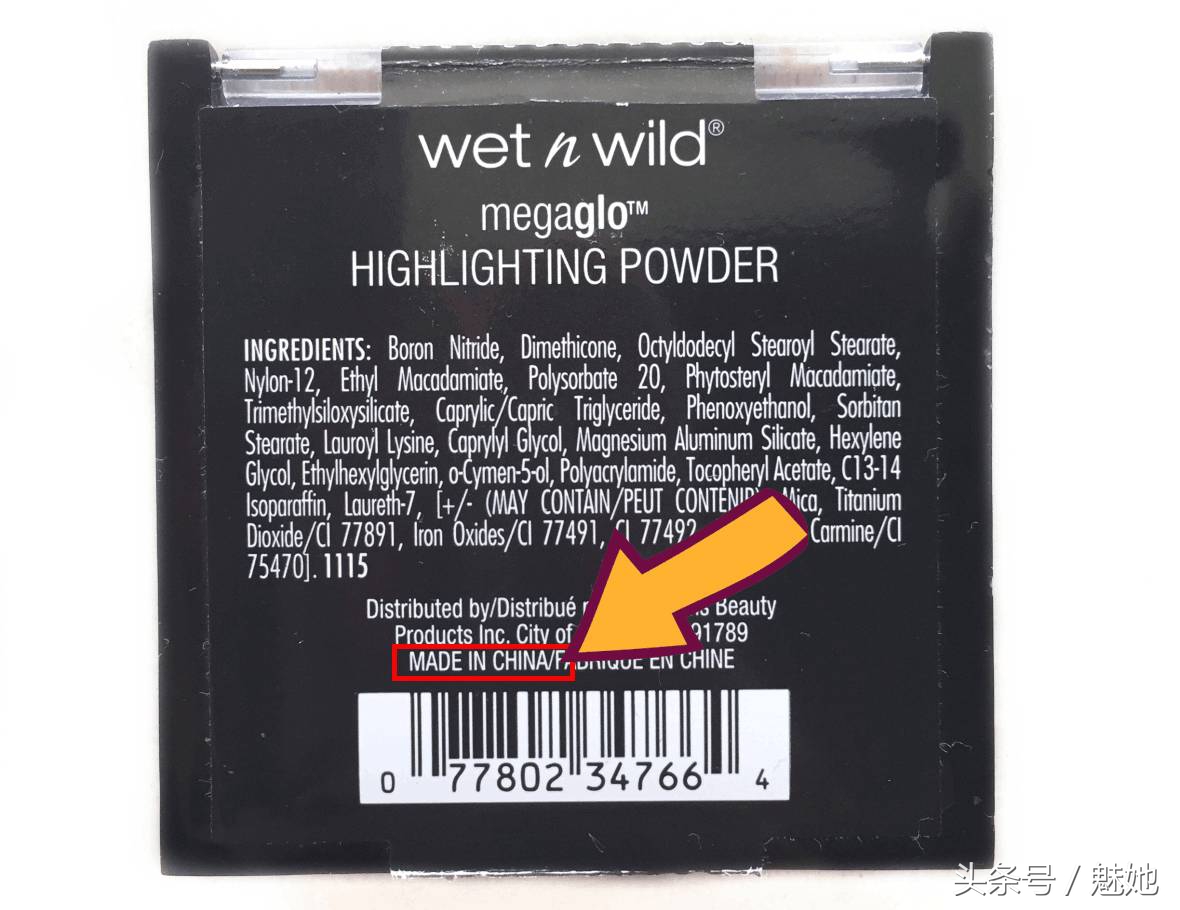 wet n wild®
megaglo™
HIGHLIGHTING POWDER
INGREDIENTS: Boron Nitride, Dimethicone, Octyldodecyl Stearoyl Stearate,
Nylon-12, Ethyl Macadamiate, Polysorbate 20, Phytosteryl Macadamiate,
Trimethylsiloxysilicate, Caprylic/Capric Triglyceride, Phenoxyethanol, Sorbitan
Stearate, Lauroyl Lysine, Caprylyl Glycol, Magnesium Aluminum Silicate, Hexylene
Glycol, Ethylhexylglycerin, o-Cymen-5-ol, Polyacrylamide, Tocopheryl Acetate, C13-14
Isoparaffin, Laureth-7, [+/- (MAY CONTAIN/PEUT CONTENIR) Mica, Titanium
Dioxide/CI 77891, Iron Oxides/CI 77491, CI 77492 Carmine/CI
75470]. 1115
Distributed by/Distribué Beauty
Products Inc. City of 91789
MADE IN CHINA/FABRIQUÉ EN CHINE
0 77802 34766 4
头条号 / 魅她